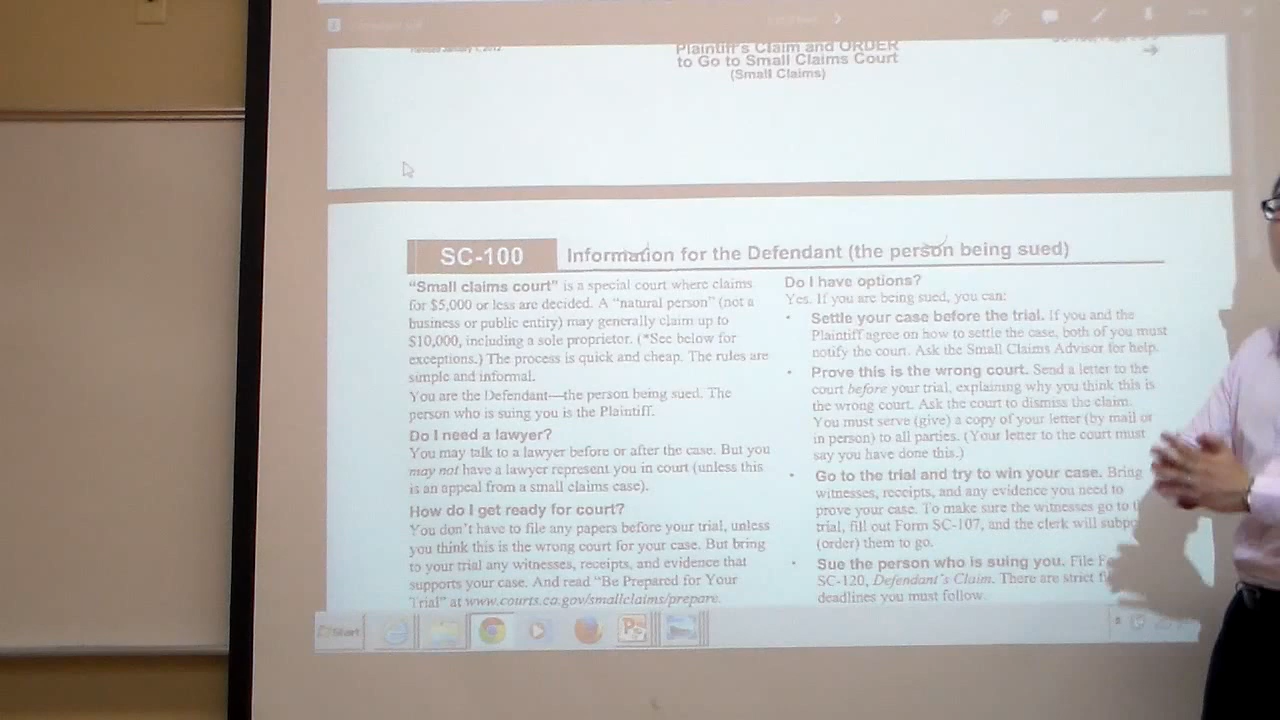 Revised January 1, 2012
Plaintiff's Claim and ORDER
to Go to Small Claims Court
(Small Claims)
SC-100
Information for the Defendant (the person being sued)
"Small claims court" is a special court where claims
for $5,000 or less are decided. A "natural person" (not a
business or public entity) may generally claim up to
$10,000, including a sole proprietor. (*See below for
exceptions.) The process is quick and cheap. The rules are
simple and informal.
You are the Defendant—the person being sued. The
person who is suing you is the Plaintiff.
Do I need a lawyer?
You may talk to a lawyer before or after the case. But you
may not have a lawyer represent you in court (unless this
is an appeal from a small claims case).
How do I get ready for court?
You don't have to file any papers before your trial, unless
you think this is the wrong court for your case. But bring
to your trial any witnesses, receipts, and evidence that
supports your case. And read "Be Prepared for Your
Trial" at www.courts.ca.gov/smallclaims/prepare.
Do I have options?
Yes. If you are being sued, you can:
• Settle your case before the trial. If you and the
Plaintiff agree on how to settle the case, both of you must
notify the court. Ask the Small Claims Advisor for help.
• Prove this is the wrong court. Send a letter to the
court before your trial, explaining why you think this is
the wrong court. Ask the court to dismiss the claim.
You must serve (give) a copy of your letter (by mail or
in person) to all parties. (Your letter to the court must
say you have done this.)
• Go to the trial and try to win your case. Bring
witnesses, receipts, and any evidence you need to
prove your case. To make sure the witnesses go to
trial, fill out Form SC-107, and the clerk will
(order) them to go.
• Sue the person who is suing you. File
SC-120, Defendant's Claim. There are strict
deadlines you must follow.
Start